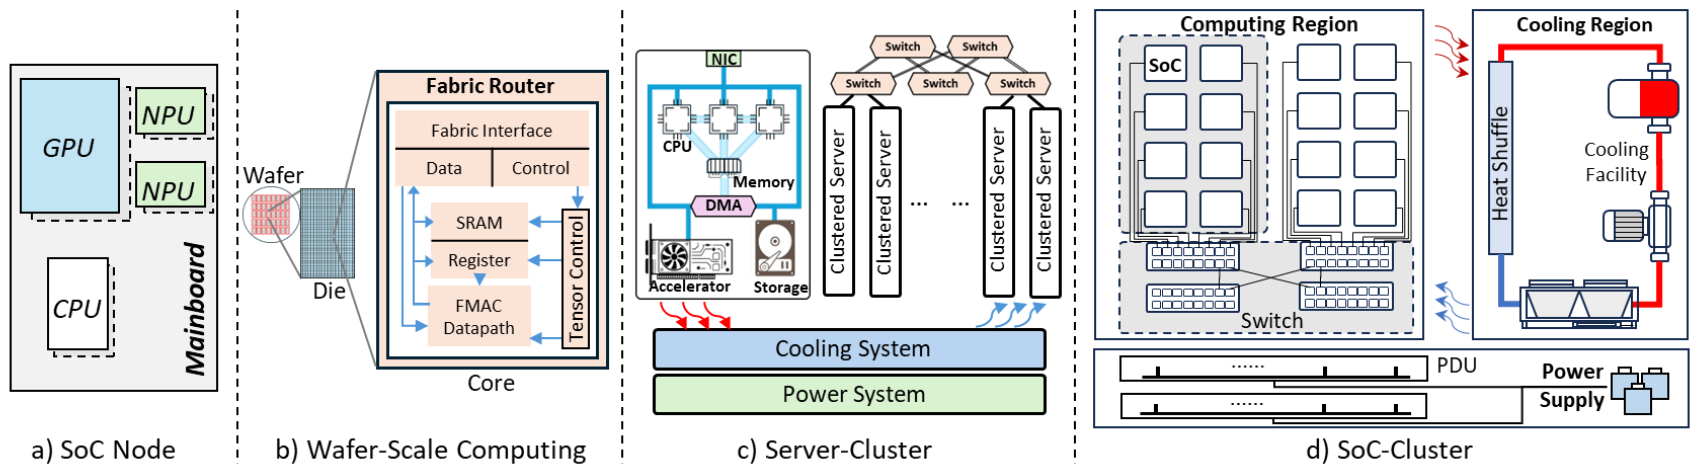 GPU
NPU
NPU
CPU
Mainboard
a) SoC Node
Wafer
Die
Fabric Router
Fabric Interface
Data
Control
SRAM
Register
FMAC
Datapath
Tensor Control
Core
b) Wafer-Scale Computing
NIC
CPU
Memory
DMA
Accelerator
Storage
Switch
Switch
Switch
Switch
Switch
Clustered Server
Clustered Server
... ...
Clustered Server
Clustered Server
Cooling System
Power System
c) Server-Cluster
Computing Region
SoC
Switch
Cooling Region
Heat Shuffle
Cooling
Facility
......
PDU
......
Power
Supply
d) SoC-Cluster